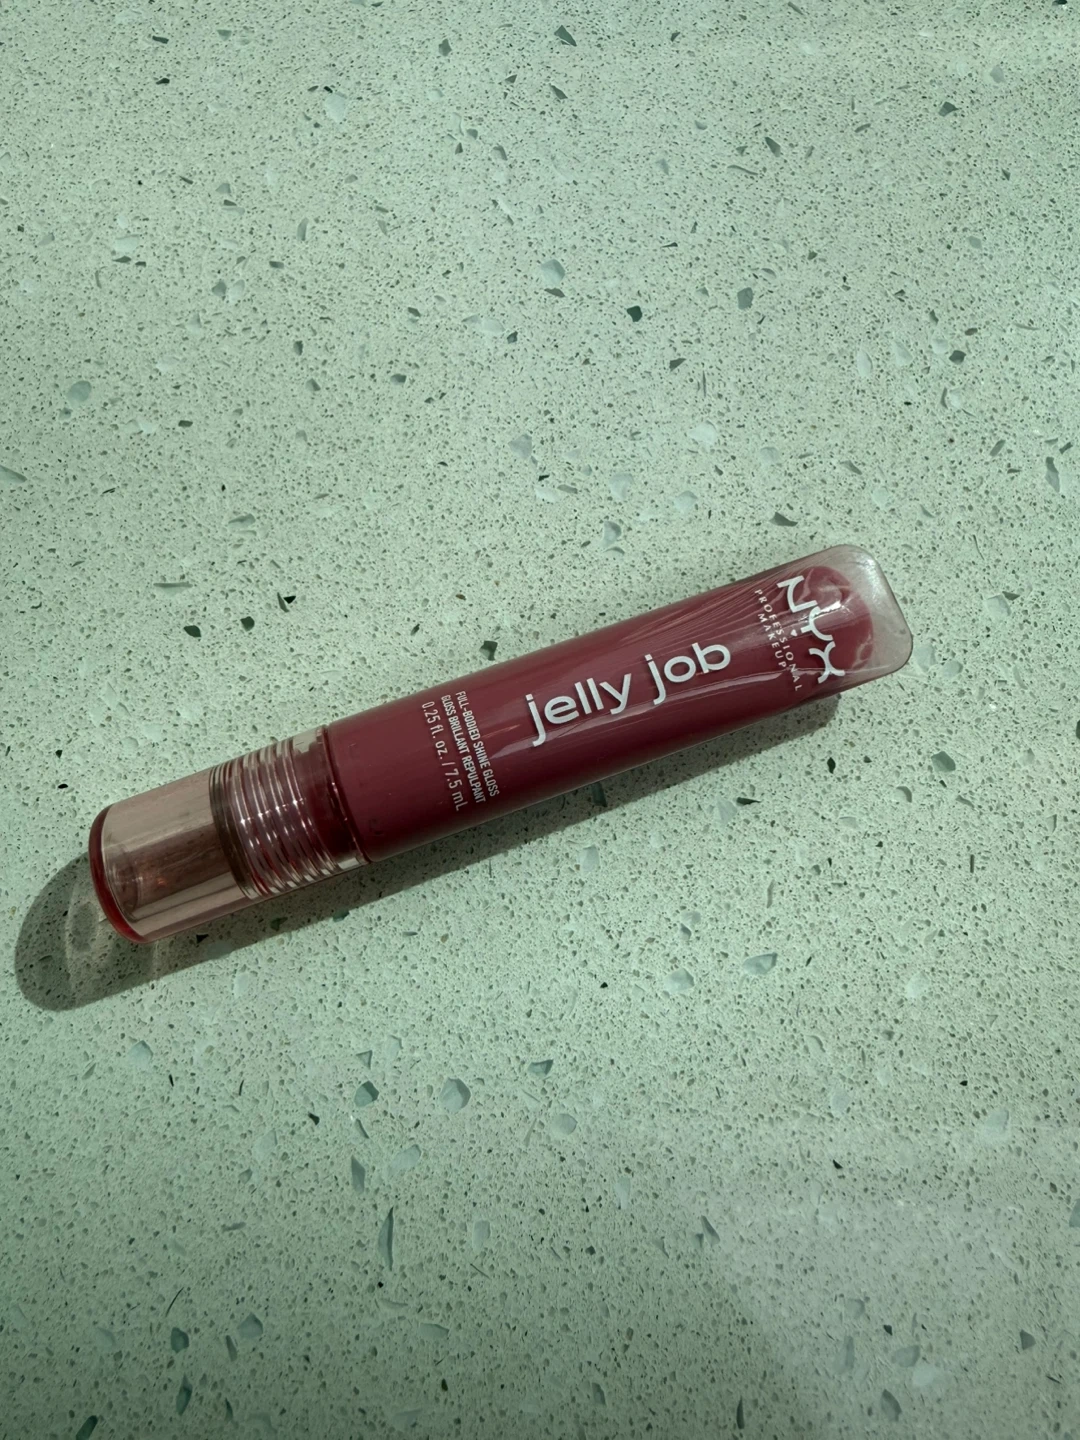 NYX
PROFESSIONAL
MAKEUP
jelly job
FULL-BODIED SHINE GLOSS
GLOSS BRILLANT REPULPANT
0.25 fl. oz. / 7.5 mL